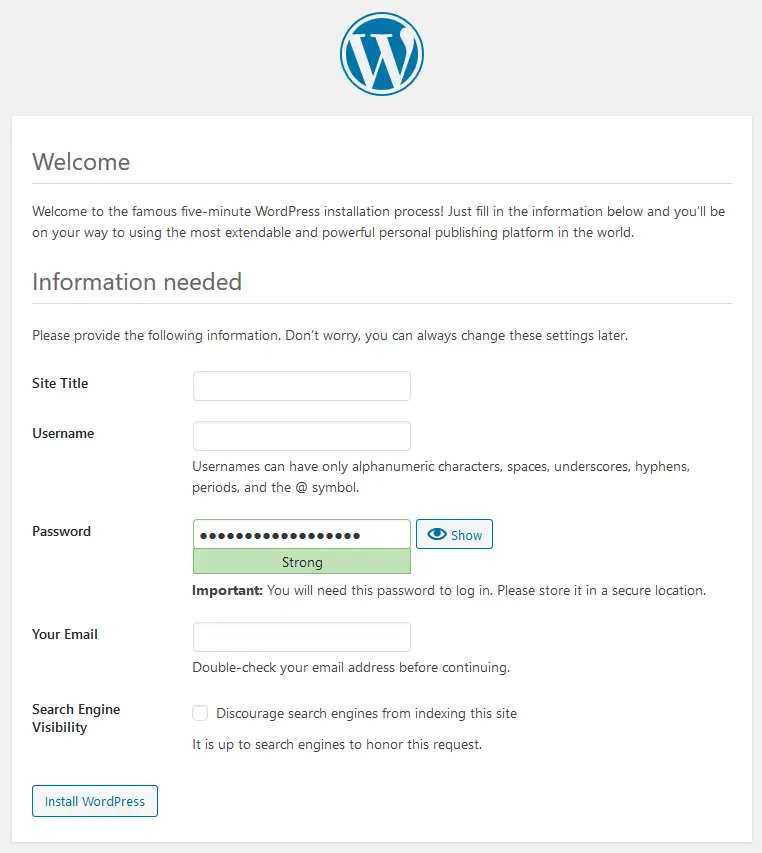 Welcome
Welcome to the famous five-minute WordPress installation process! Just fill in the information below and you’ll be
on your way to using the most extendable and powerful personal publishing platform in the world.
Information needed
Please provide the following information. Don’t worry, you can always change these settings later.
Site Title
Username
Usernames can have only alphanumeric characters, spaces, underscores, hyphens,
periods, and the @ symbol.
Password
●●●●●●●●●●●●●●●●●●
Show
Strong
Important: You will need this password to log in. Please store it in a secure location.
Your Email
Double-check your email address before continuing.
Search Engine
Visibility
Discourage search engines from indexing this site
It is up to search engines to honor this request.
Install WordPress